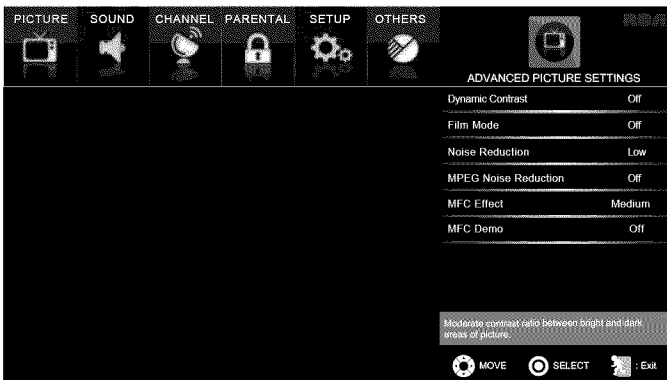 PICTURE SOUND CHANNEL PARENTAL SETUP OTHERS
RCA
ADVANCED PICTURE SETTINGS
Dynamic Contrast Off
Film Mode Off
Noise Reduction Low
MPEG Noise Reduction Off
MFC Effect Medium
MFC Demo Off
Moderate contrast ratio between bright and dark
areas of picture.
MOVE SELECT : Exit